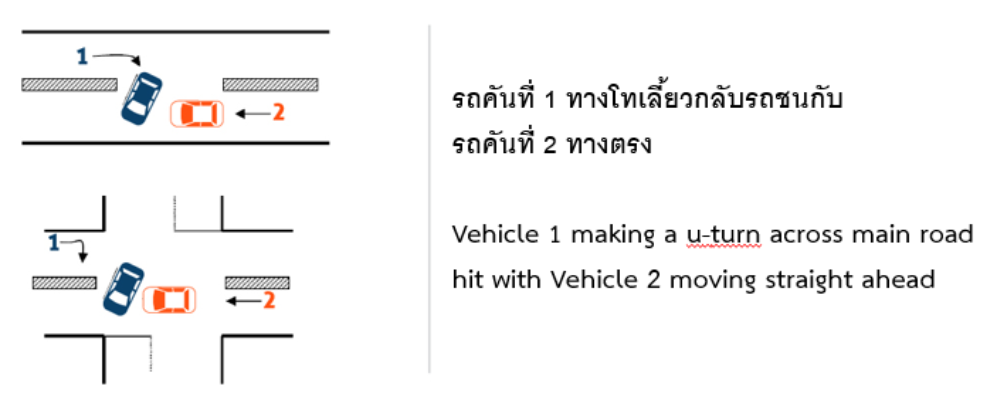 1
2
1
2
รถคันที่ 1 ทางโทเลี้ยวกลับรถชนกับ
รถคันที่ 2 ทางตรง
Vehicle 1 making a u-turn across main road
hit with Vehicle 2 moving straight ahead